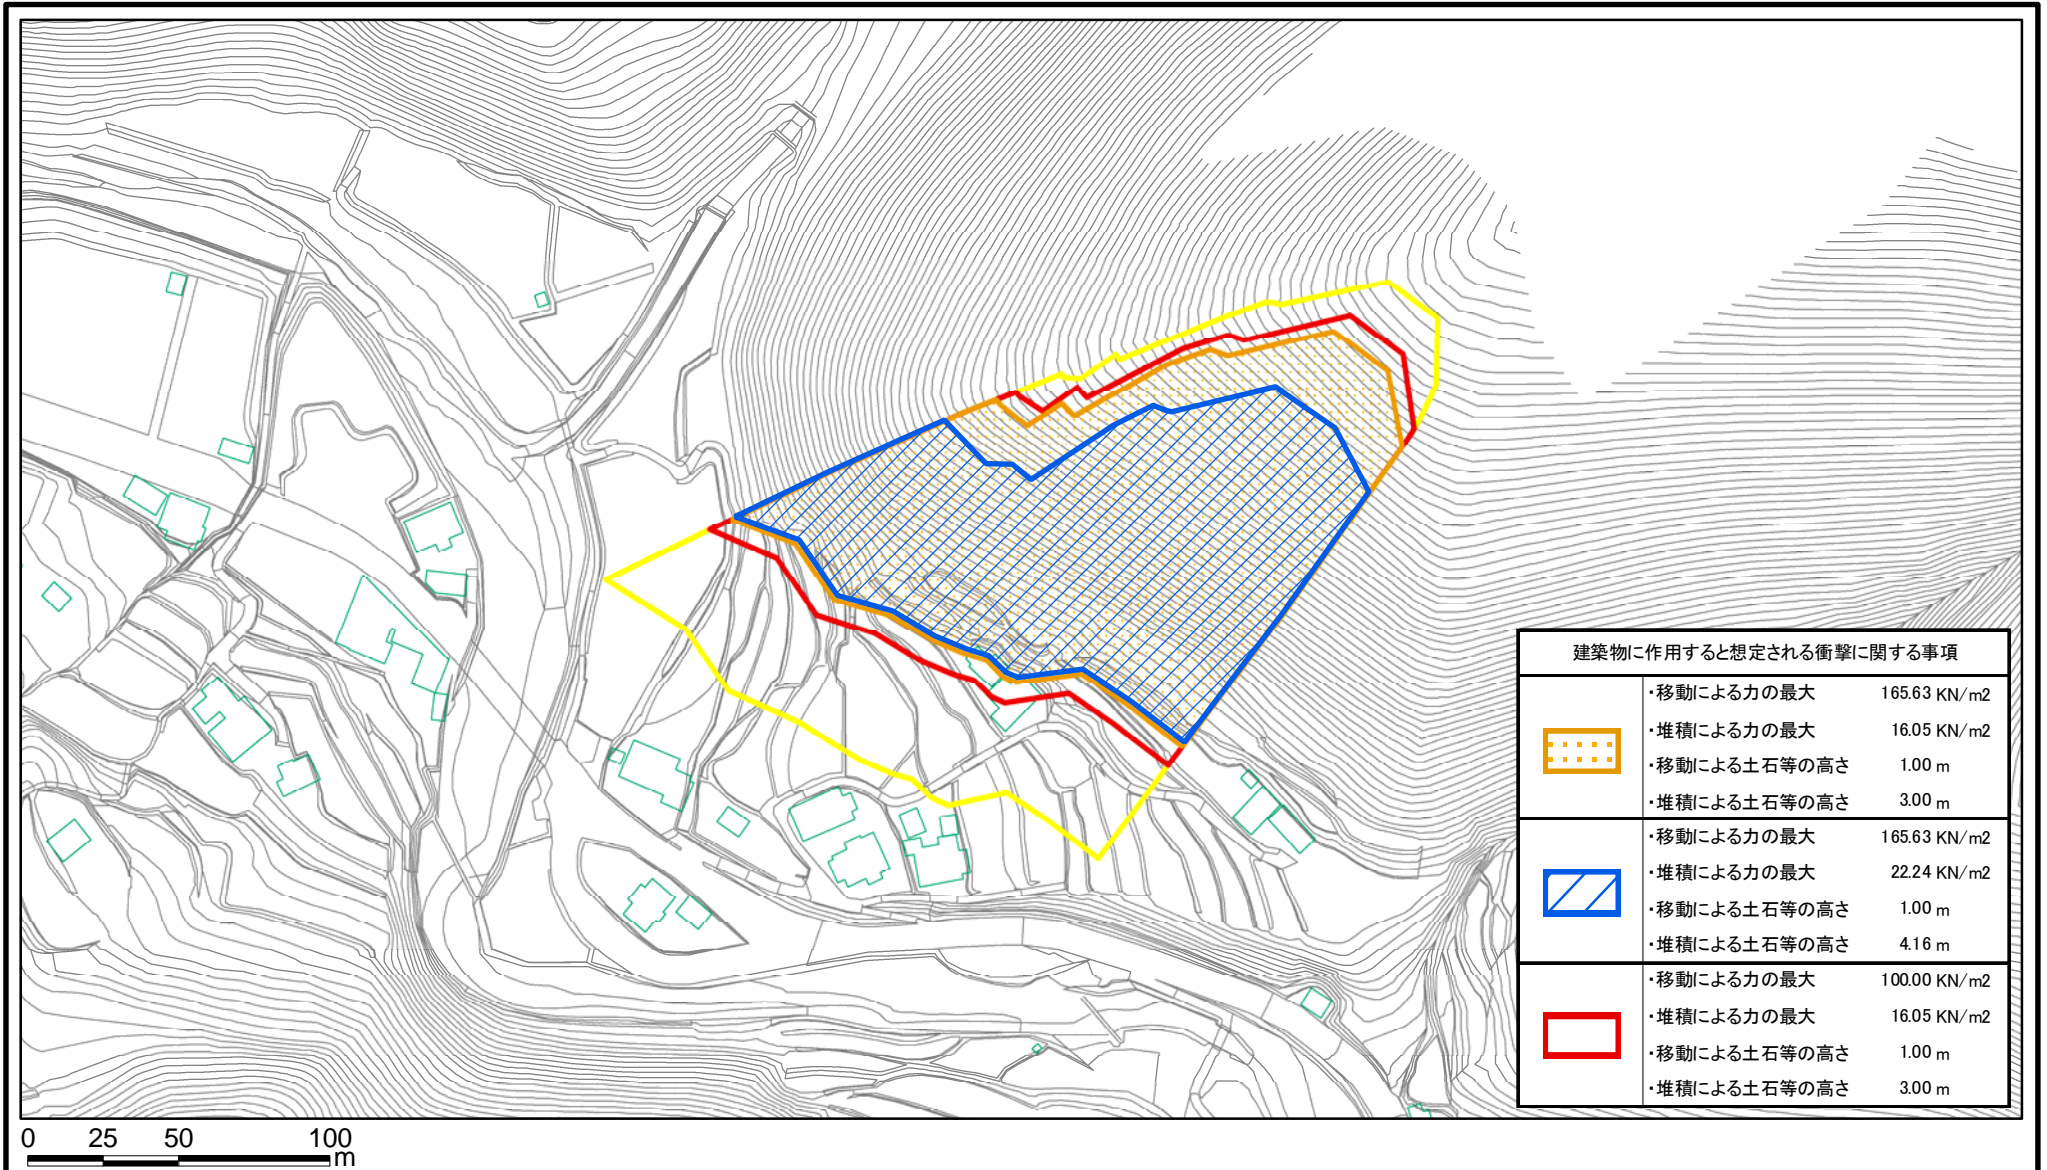 建築物に作用すると想定される衝撃に関する事項
・移動による力の最大 165.63 KN/m2
・堆積による力の最大 16.05 KN/m2
・移動による土石等の高さ 1.00 m
・堆積による土石等の高さ 3.00 m
・移動による力の最大 165.63 KN/m2
・堆積による力の最大 22.24 KN/m2
・移動による土石等の高さ 1.00 m
・堆積による土石等の高さ 4.16 m
・移動による力の最大 100.00 KN/m2
・堆積による力の最大 16.05 KN/m2
・移動による土石等の高さ 1.00 m
・堆積による土石等の高さ 3.00 m
0 25 50 100
m